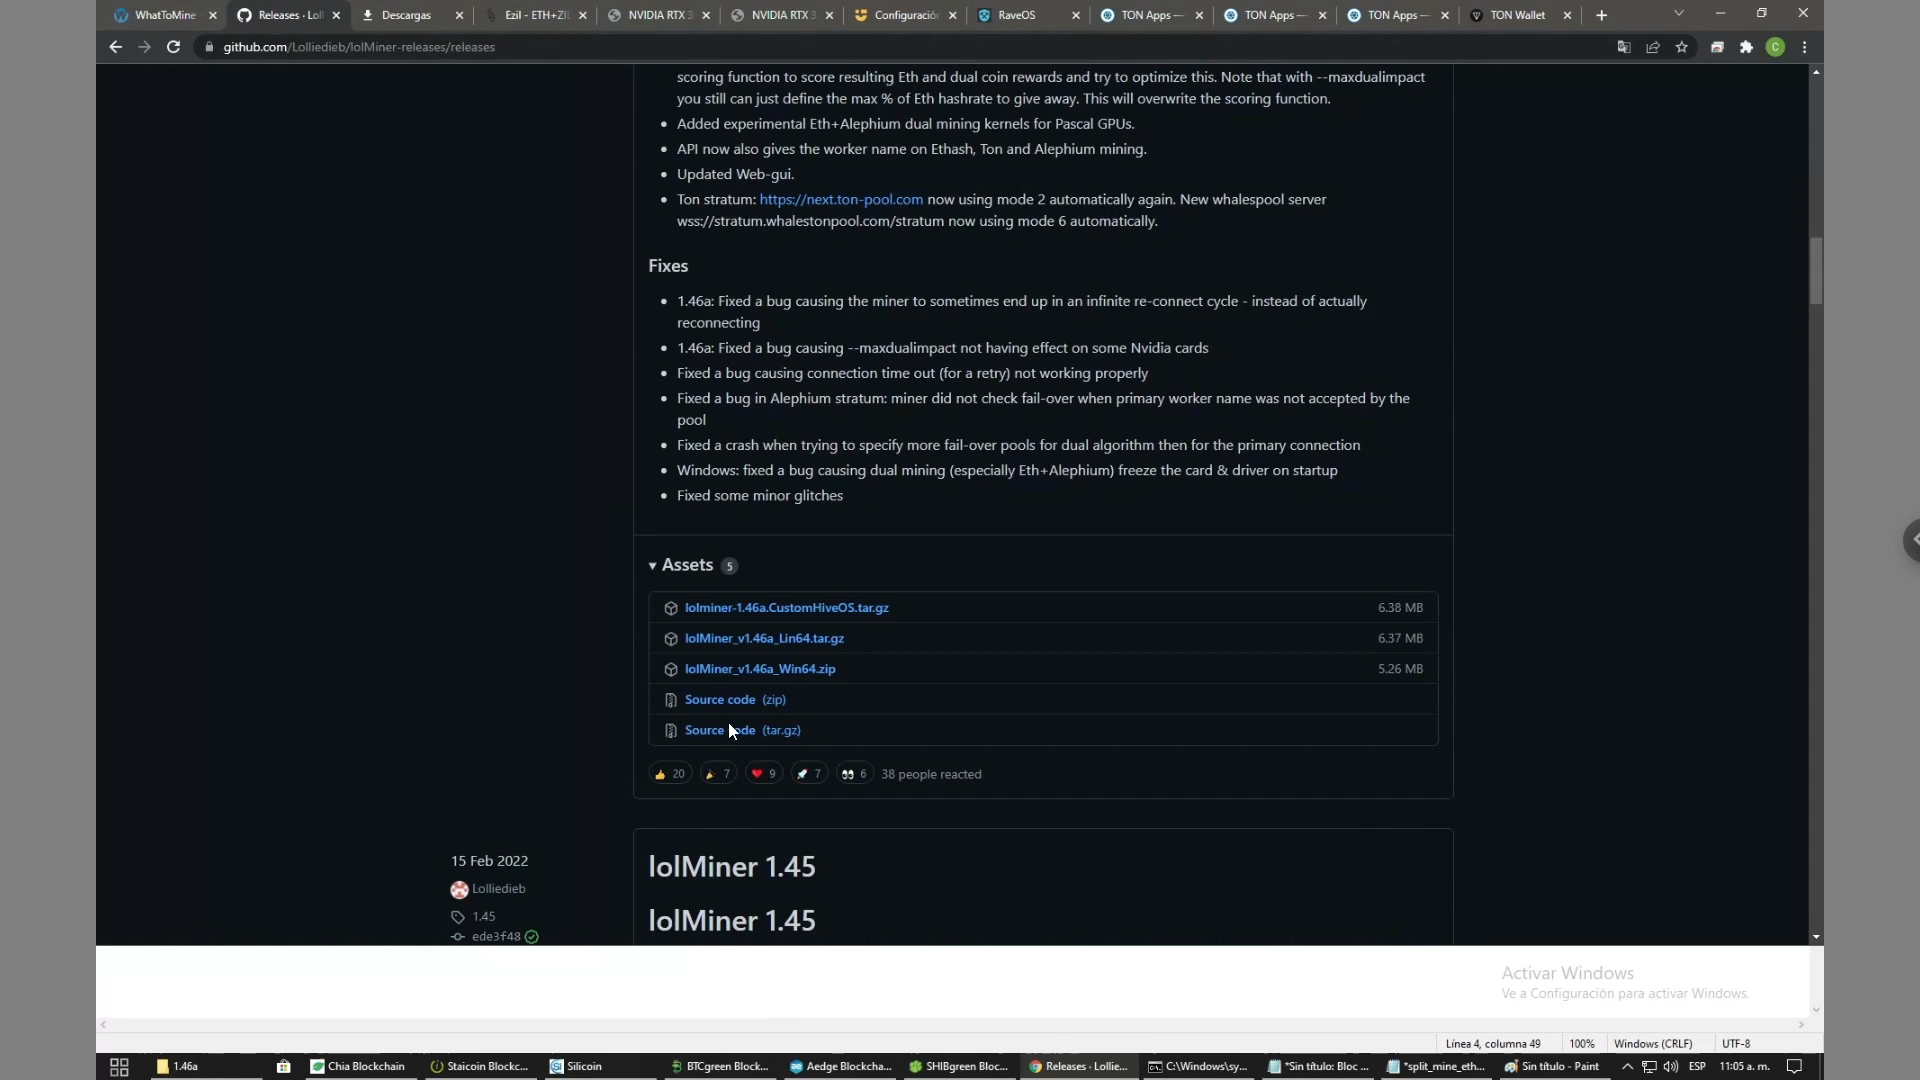 WhatToMine
Releases · Lol
Descargas
Ezil - ETH+ZIL
NVIDIA RTX 3
NVIDIA RTX 3
Configuración
RaveOS
TON Apps —
TON Apps —
TON Apps —
TON Wallet
github.com/Lolliedieb/lolMiner-releases/releases
C
scoring function to score resulting Eth and dual coin rewards and try to optimize this. Note that with --maxdualimpact
you still can just define the max % of Eth hashrate to give away. This will overwrite the scoring function.
Added experimental Eth+Alephium dual mining kernels for Pascal GPUs.
API now also gives the worker name on Ethash, Ton and Alephium mining.
Updated Web-gui.
Ton stratum: https://next.ton-pool.com now using mode 2 automatically again. New whalespool server
wss://stratum.whalestonpool.com/stratum now using mode 6 automatically.
Fixes
1.46a: Fixed a bug causing the miner to sometimes end up in an infinite re-connect cycle - instead of actually
reconnecting
1.46a: Fixed a bug causing --maxdualimpact not having effect on some Nvidia cards
Fixed a bug causing connection time out (for a retry) not working properly
Fixed a bug in Alephium stratum: miner did not check fail-over when primary worker name was not accepted by the
pool
Fixed a crash when trying to specify more fail-over pools for dual algorithm then for the primary connection
Windows: fixed a bug causing dual mining (especially Eth+Alephium) freeze the card & driver on startup
Fixed some minor glitches
Assets 5
lolminer-1.46a.CustomHiveOS.tar.gz 6.38 MB
lolMiner_v1.46a_Lin64.tar.gz 6.37 MB
lolMiner_v1.46a_Win64.zip 5.26 MB
Source code (zip)
Source code (tar.gz)
20 7 9 7 6 38 people reacted
15 Feb 2022
Lolliedieb
1.45
ede3f48
lolMiner 1.45
lolMiner 1.45
Activar Windows
Ve a Configuración para activar Windows.
Línea 4, columna 49 100% Windows (CRLF) UTF-8
1.46a
Chia Blockchain
Staicoin Blockc...
Silicoin
BTCgreen Block...
Aedge Blockcha...
SHIBgreen Bloc...
Releases · Lollie...
C:\Windows\sy...
*Sin título: Bloc ...
*split_mine_eth...
Sin título - Paint
ESP
11:05 a. m.